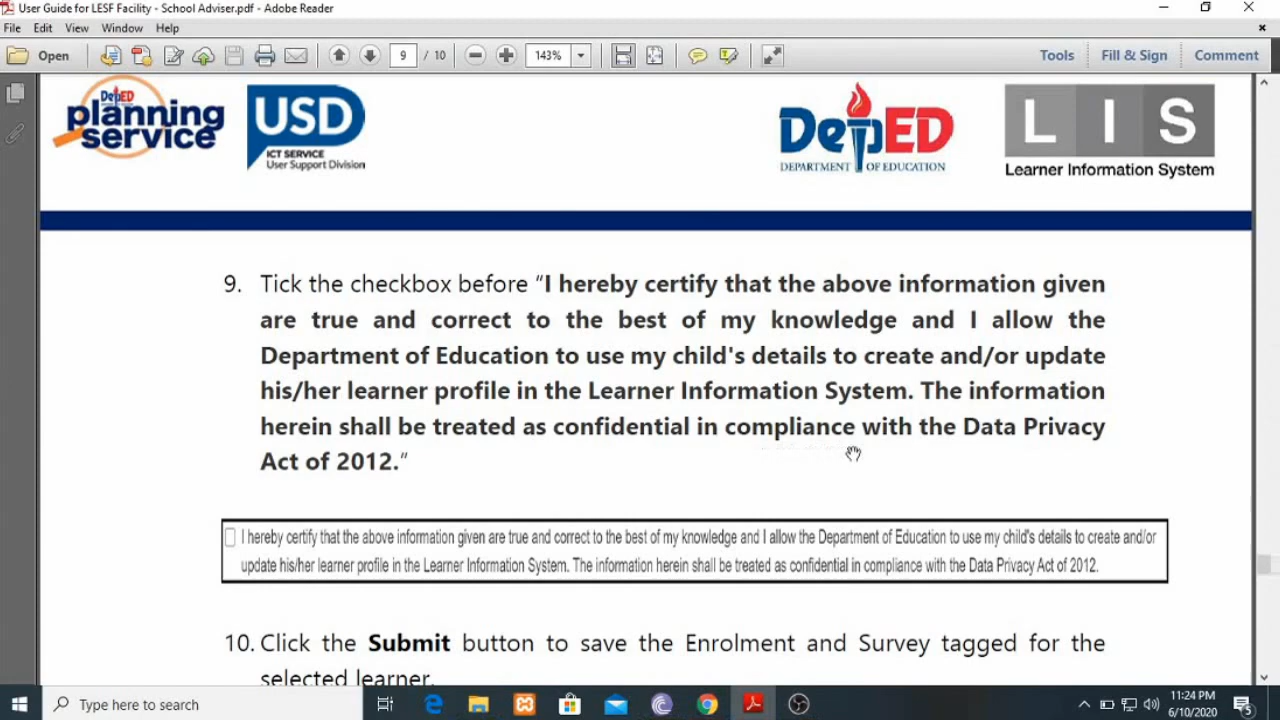 User Guide for LESF Facility - School Adviser.pdf - Adobe Reader
File Edit View Window Help
Open 9 / 10 143% Tools Fill & Sign Comment
DepED
planning
service
USD
ICT SERVICE
User Support Division
DepED
DEPARTMENT OF EDUCATION
L I S
Learner Information System
9. Tick the checkbox before “I hereby certify that the above information given
are true and correct to the best of my knowledge and I allow the
Department of Education to use my child's details to create and/or update
his/her learner profile in the Learner Information System. The information
herein shall be treated as confidential in compliance with the Data Privacy
Act of 2012.”
I hereby certify that the above information given are true and correct to the best of my knowledge and I allow the Department of Education to use my child's details to create and/or
update his/her learner profile in the Learner Information System. The information herein shall be treated as confidential in compliance with the Data Privacy Act of 2012.
10. Click the Submit button to save the Enrolment and Survey tagged for the
selected learner.
Type here to search
11:24 PM
6/10/2020
5